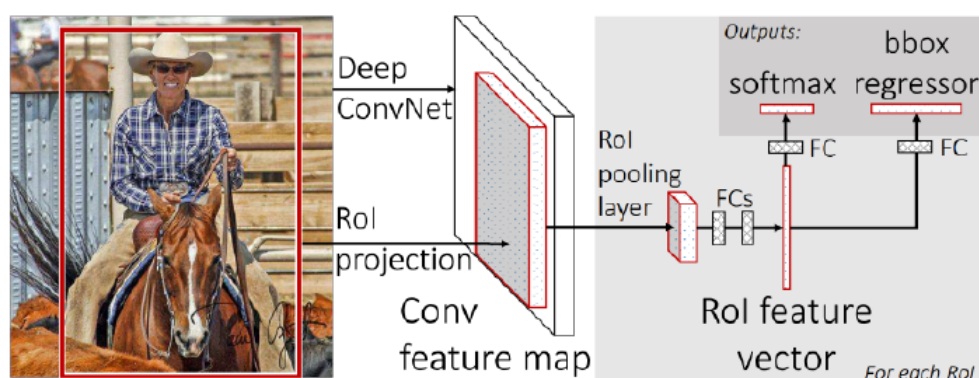 Deep
ConvNet
RoI
projection
Conv
feature map
RoI
pooling
layer
FCs
RoI feature
vector
Outputs:
softmax
bbox
regressor
FC
FC
For each RoI